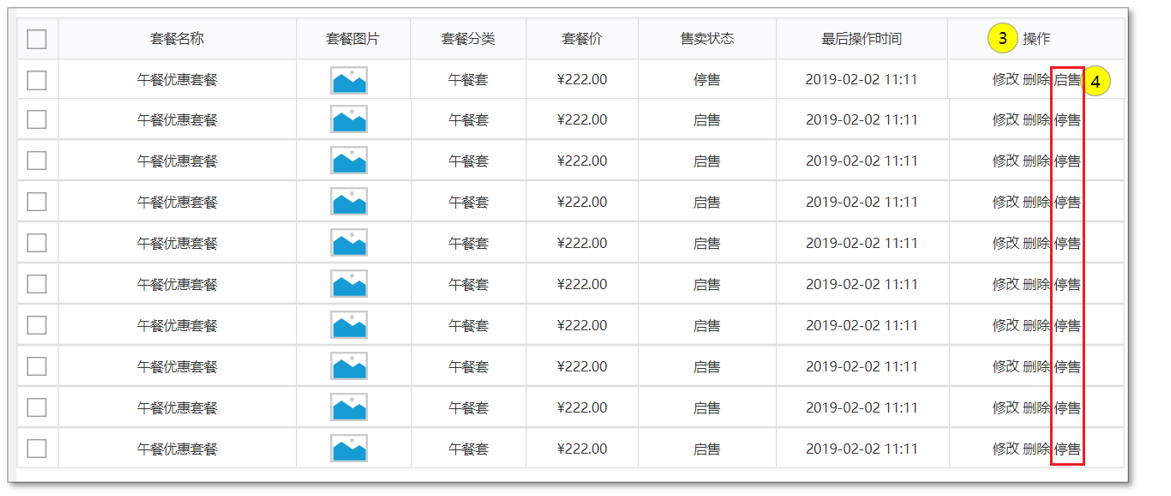 套餐名称 套餐图片 套餐分类 套餐价 售卖状态 最后操作时间 3 操作
午餐优惠套餐 午餐套 ¥222.00 停售 2019-02-02 11:11 修改 删除 启售 4
午餐优惠套餐 午餐套 ¥222.00 启售 2019-02-02 11:11 修改 删除 停售
午餐优惠套餐 午餐套 ¥222.00 启售 2019-02-02 11:11 修改 删除 停售
午餐优惠套餐 午餐套 ¥222.00 启售 2019-02-02 11:11 修改 删除 停售
午餐优惠套餐 午餐套 ¥222.00 启售 2019-02-02 11:11 修改 删除 停售
午餐优惠套餐 午餐套 ¥222.00 启售 2019-02-02 11:11 修改 删除 停售
午餐优惠套餐 午餐套 ¥222.00 启售 2019-02-02 11:11 修改 删除 停售
午餐优惠套餐 午餐套 ¥222.00 启售 2019-02-02 11:11 修改 删除 停售
午餐优惠套餐 午餐套 ¥222.00 启售 2019-02-02 11:11 修改 删除 停售
午餐优惠套餐 午餐套 ¥222.00 启售 2019-02-02 11:11 修改 删除 停售